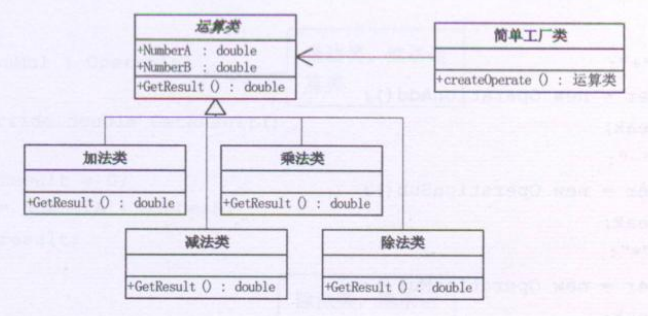 运算类
+NumberA : double
+NumberB : double
+GetResult () : double
简单工厂类
+createOperate () : 运算类
加法类
+GetResult () : double
乘法类
+GetResult () : double
减法类
+GetResult () : double
除法类
+GetResult () : double